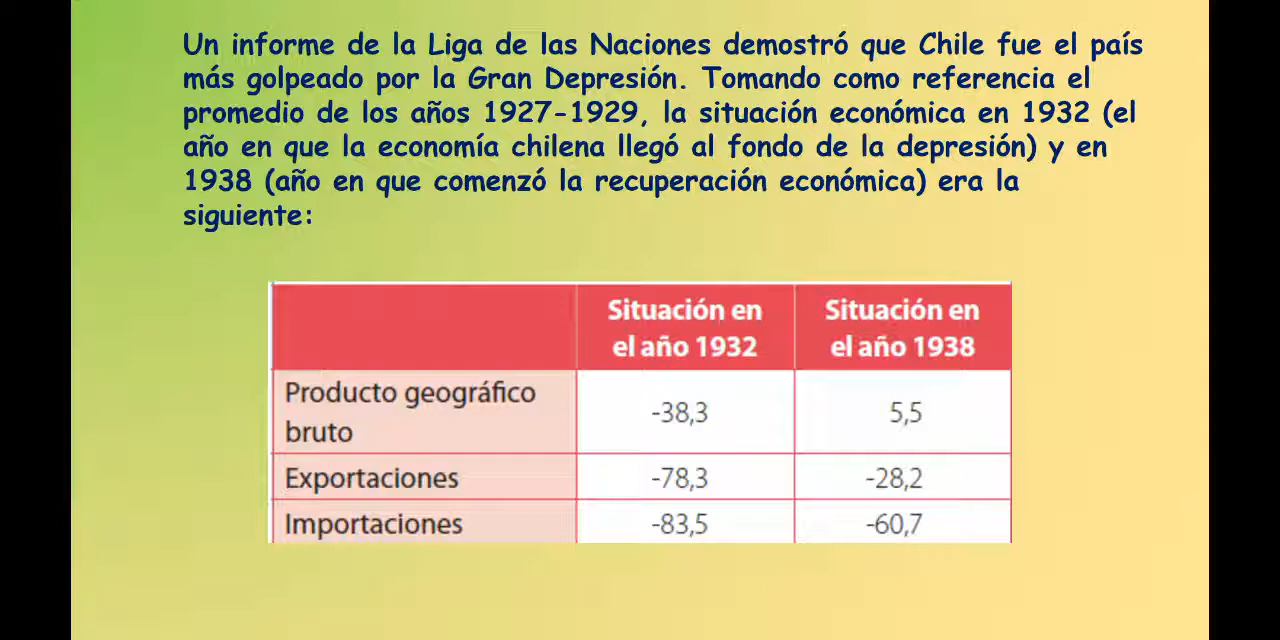 Un informe de la Liga de las Naciones demostró que Chile fue el país
más golpeado por la Gran Depresión. Tomando como referencia el
promedio de los años 1927-1929, la situación económica en 1932 (el
año en que la economía chilena llegó al fondo de la depresión) y en
1938 (año en que comenzó la recuperación económica) era la
siguiente:
Situación en el año 1932 Situación en el año 1938
Producto geográfico bruto -38,3 5,5
Exportaciones -78,3 -28,2
Importaciones -83,5 -60,7